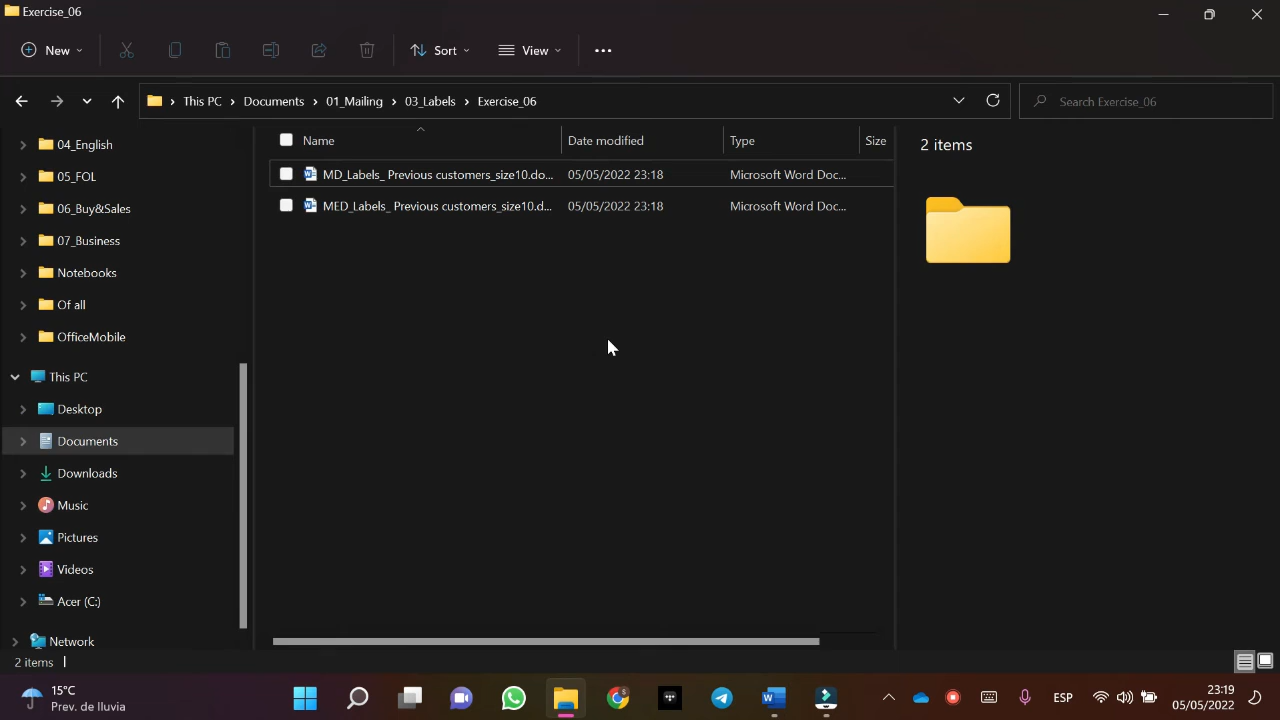 Exercise_06
New
Sort
View
This PC
Documents
01_Mailing
03_Labels
Exercise_06
Search Exercise_06
04_English
05_FOL
06_Buy&Sales
07_Business
Notebooks
Of all
OfficeMobile
This PC
Desktop
Documents
Downloads
Music
Pictures
Videos
Acer (C:)
Network
Name Date modified Type Size
MD_Labels_ Previous customers_size10.do... 05/05/2022 23:18 Microsoft Word Doc...
MED_Labels_ Previous customers_size10.d... 05/05/2022 23:18 Microsoft Word Doc...
2 items
2 items
15°C
Prev. de lluvia
ESP
23:19
05/05/2022